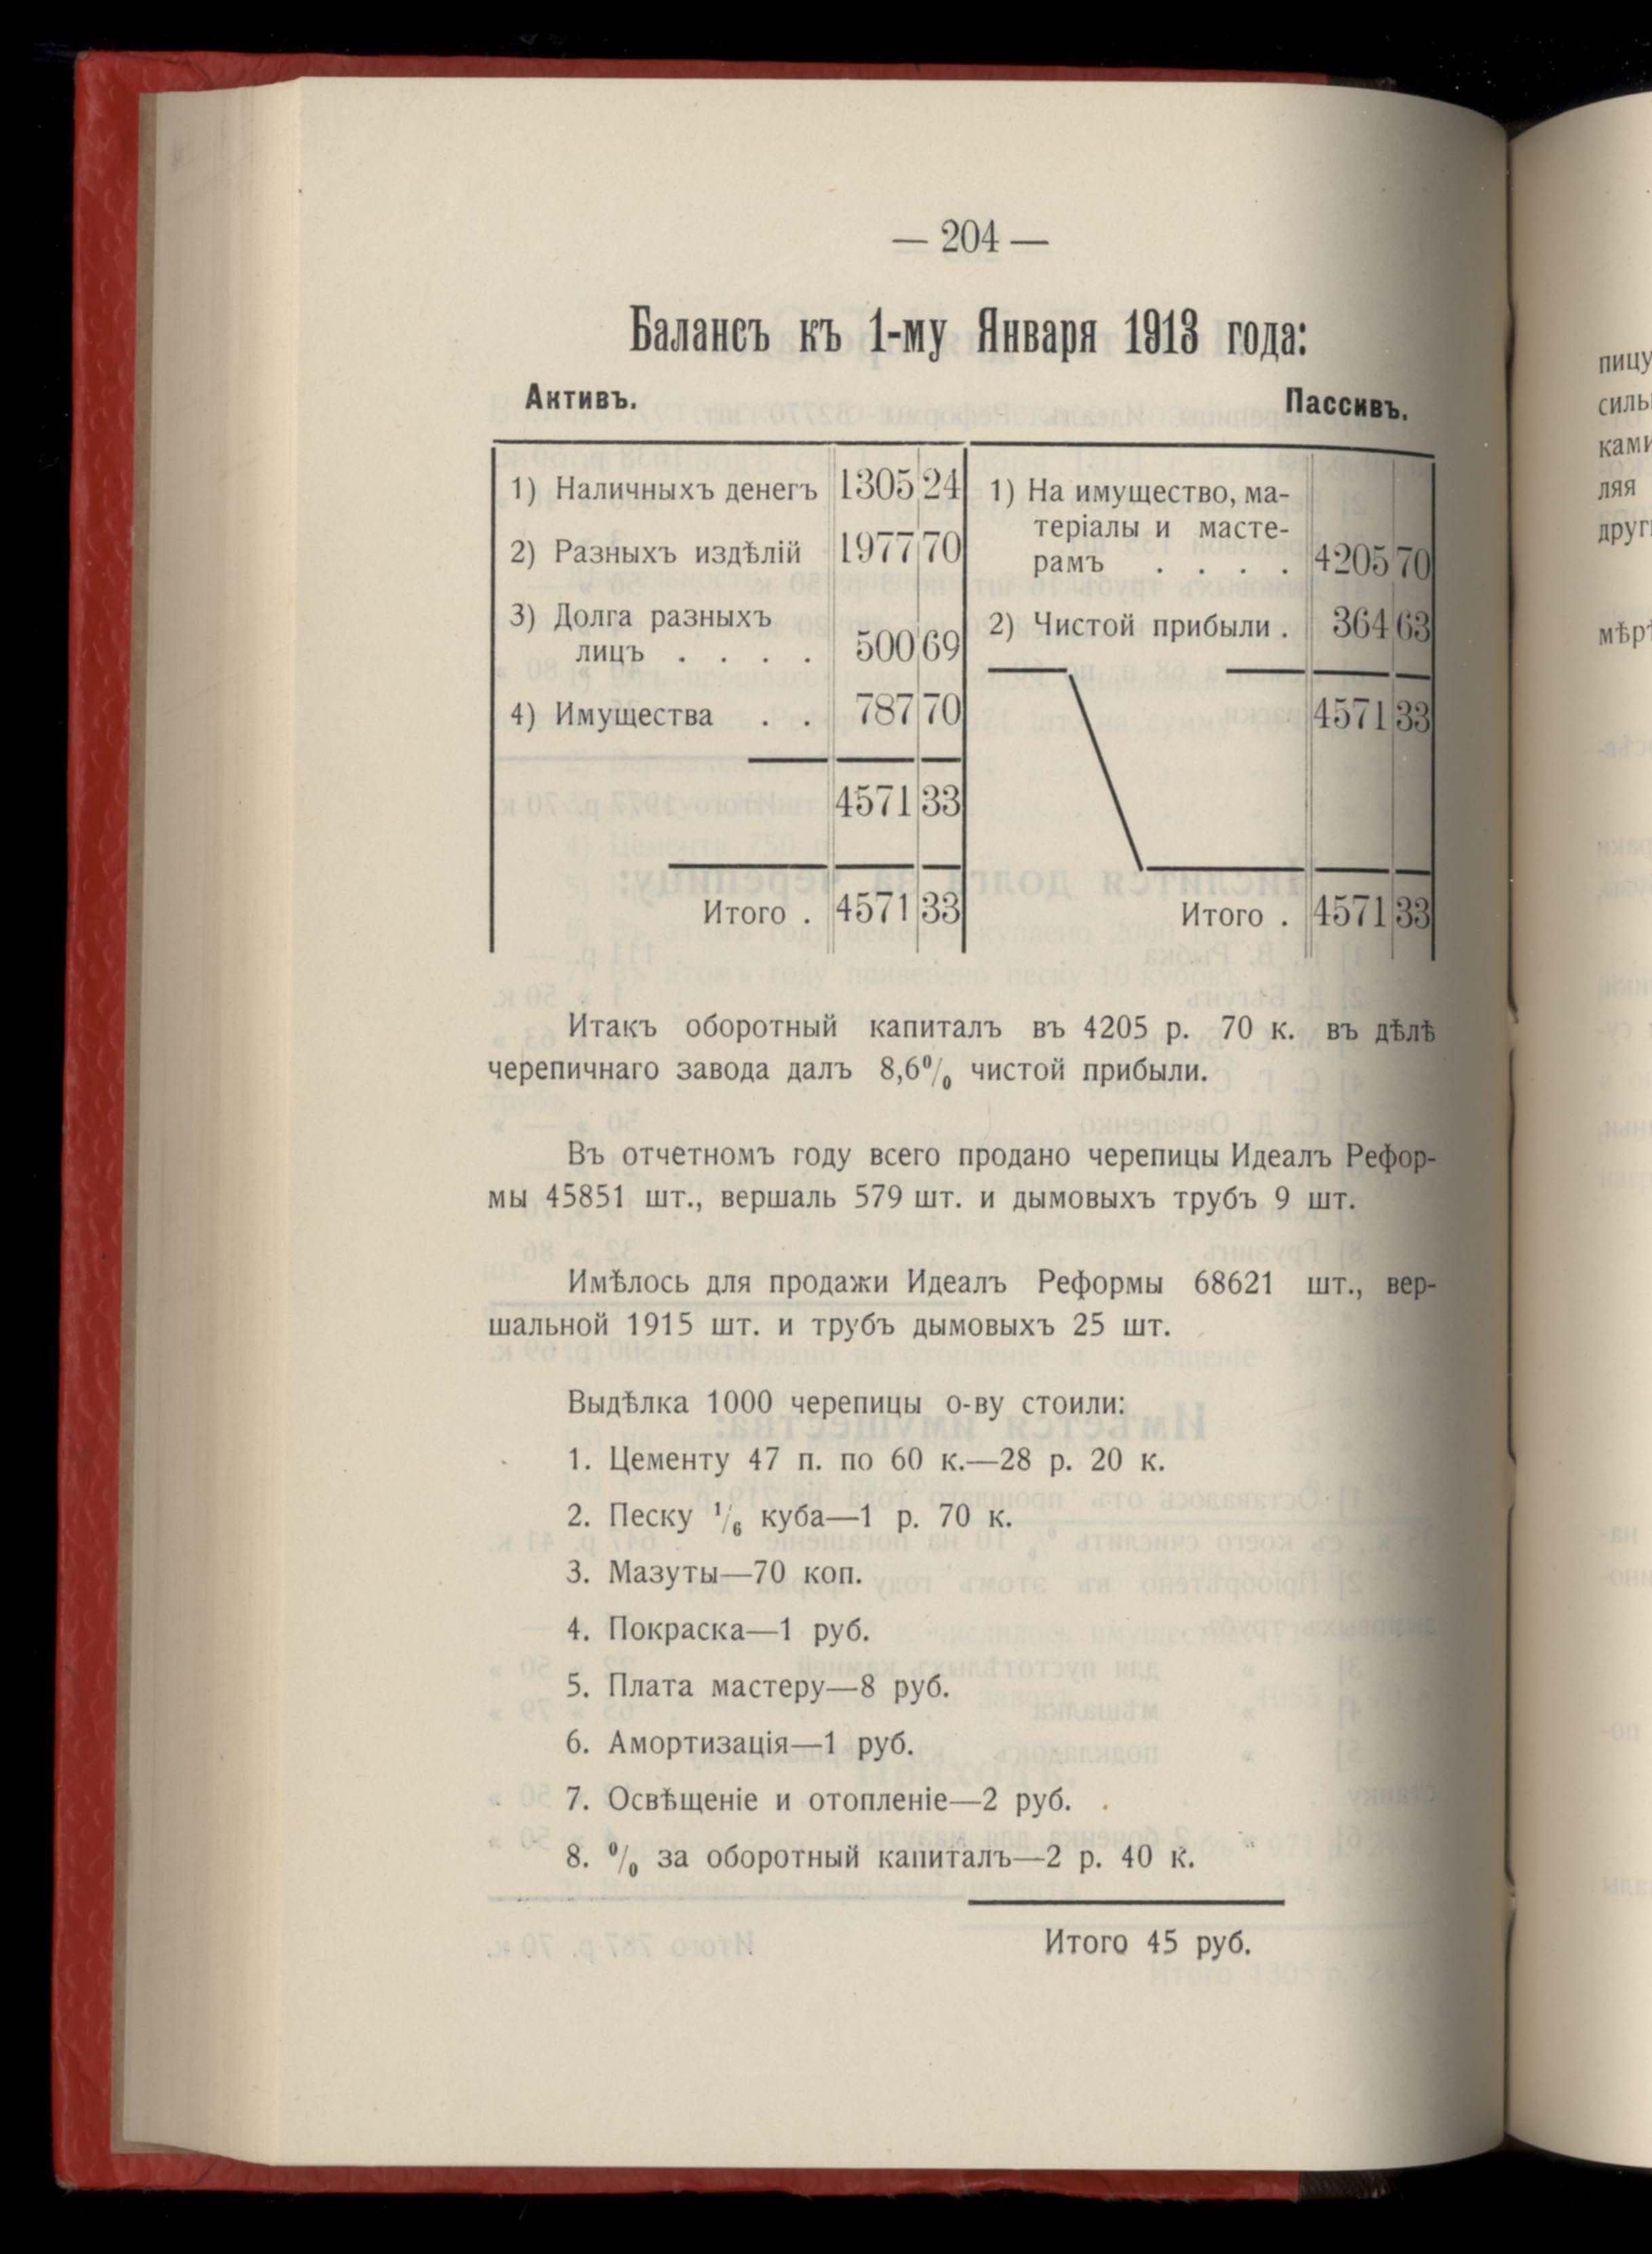 — 204 —
Балансъ къ 1-му Января 1913 года:
Активъ. Пассивъ.
1) Наличныхъ денегъ 1305 24
2) Разныхъ издѣлій 1977 70
3) Долга разныхъ
лицъ . . . . 500 69
4) Имущества . . 787 70
4571 33
Итого . 4571 33
1) На имущество, ма-
теріалы и масте-
рамъ . . . . 4205 70
2) Чистой прибыли . 364 63
4571 33
Итого . 4571 33
Итакъ оборотный капиталъ въ 4205 р. 70 к. въ дѣлѣ
черепичнаго завода далъ 8,6% чистой прибыли.
Въ отчетномъ году всего продано черепицы Идеалъ Рефор-
мы 45851 шт., вершаль 579 шт. и дымовыхъ трубъ 9 шт.
Имѣлось для продажи Идеалъ Реформы 68621 шт., вер-
шальной 1915 шт. и трубъ дымовыхъ 25 шт.
Выдѣлка 1000 черепицы о-ву стоили:
1. Цементу 47 п. по 60 к.—28 р. 20 к.
2. Песку 1/6 куба—1 р. 70 к.
3. Мазуты—70 коп.
4. Покраска—1 руб.
5. Плата мастеру—8 руб.
6. Амортизація—1 руб.
7. Освѣщеніе и отопленіе—2 руб.
8. % за оборотный капиталъ—2 р. 40 к.
Итого 45 руб.